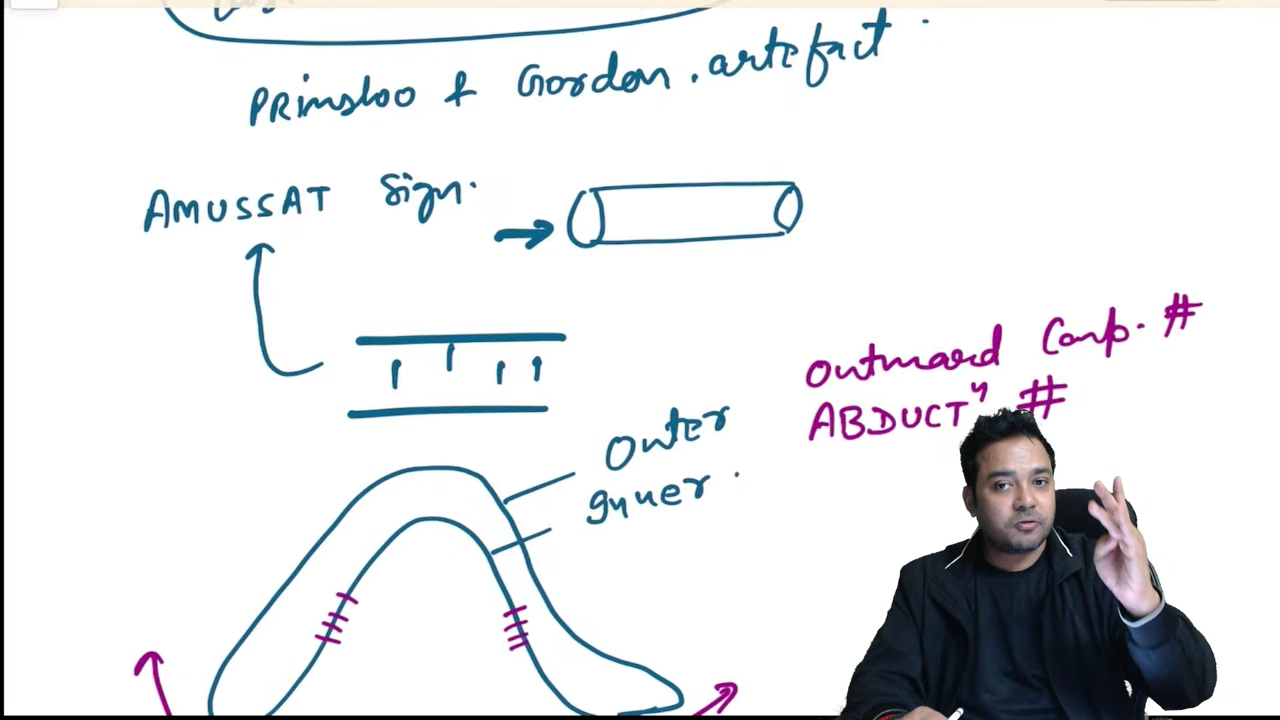 PRinsloo & Gordon. artefact.
AMUSSAT Sign.
Outward Comp. #
ABDUCTⁿ #
Outer
Inner.